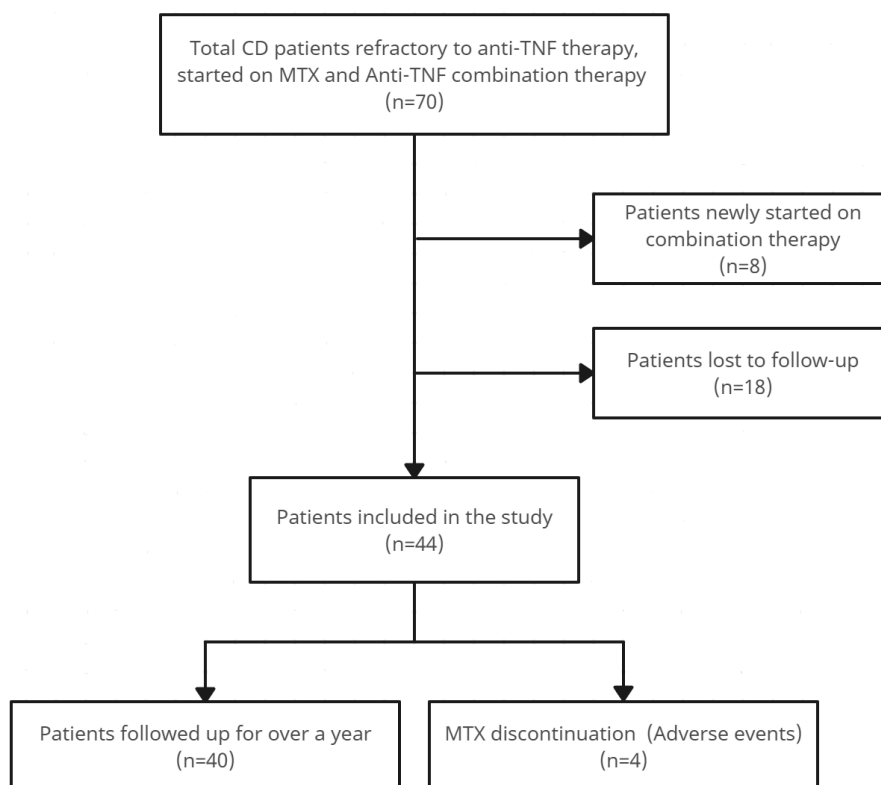 Total CD patients refractory to anti-TNF therapy,
started on MTX and Anti-TNF combination therapy
(n=70)
Patients newly started on
combination therapy
(n=8)
Patients lost to follow-up
(n=18)
Patients included in the study
(n=44)
Patients followed up for over a year
(n=40)
MTX discontinuation (Adverse events)
(n=4)